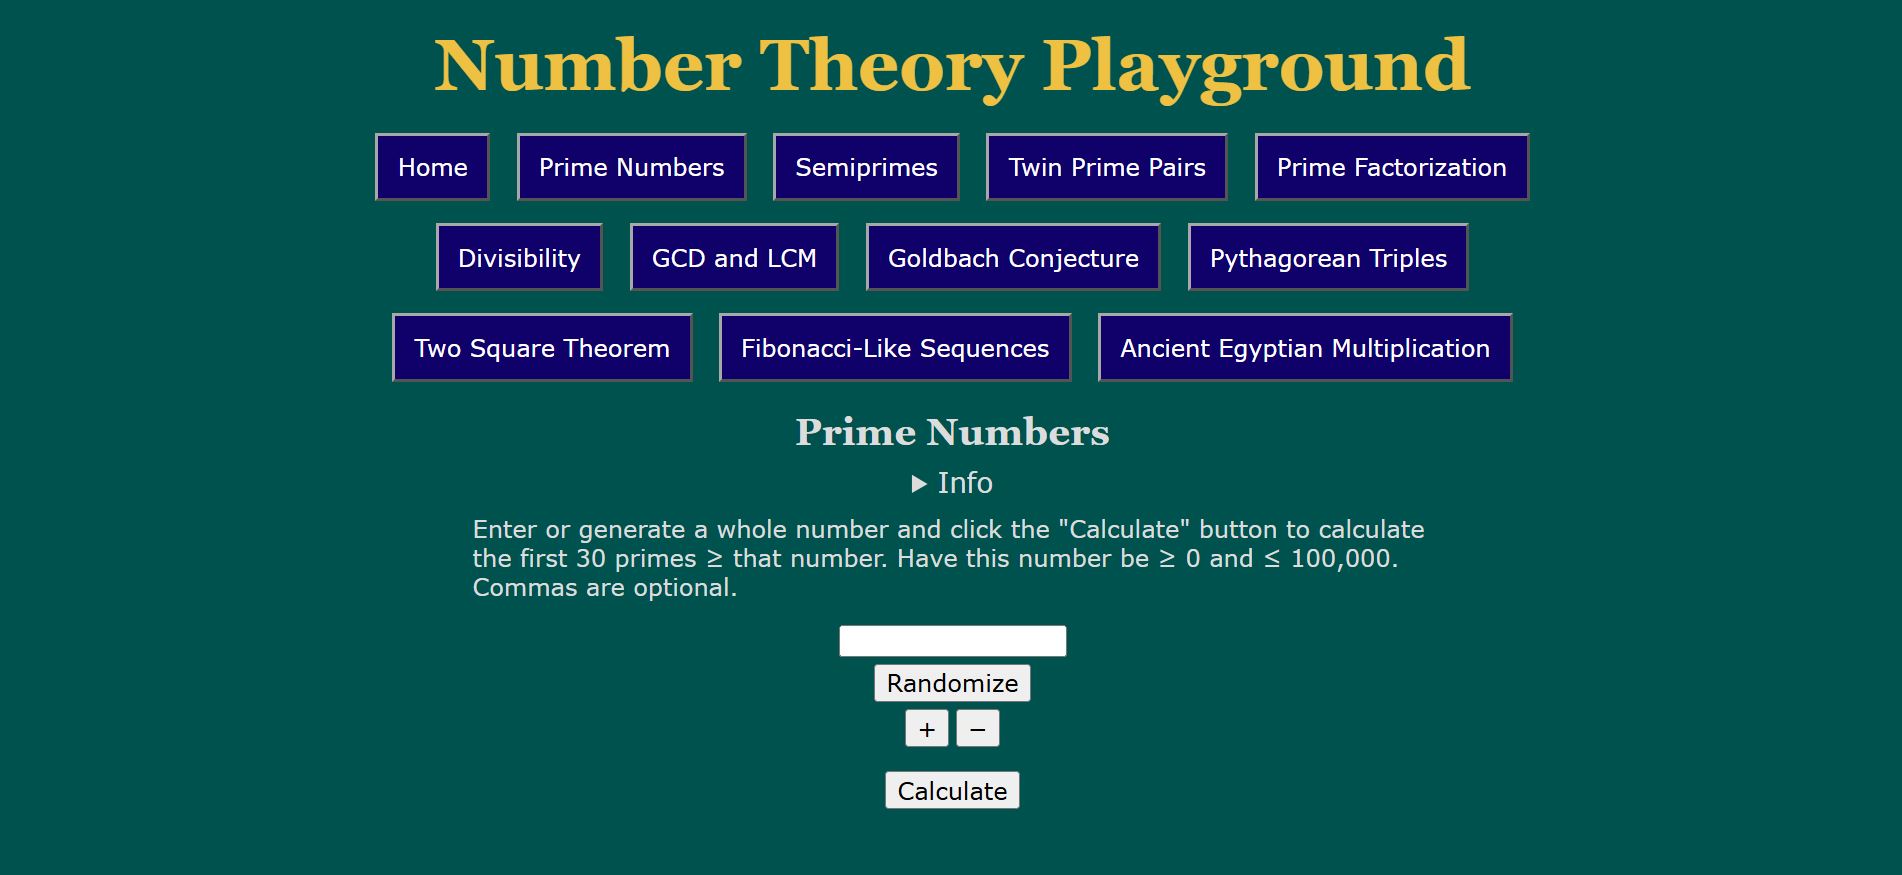 Number Theory Playground
Home Prime Numbers Semiprimes Twin Prime Pairs Prime Factorization
Divisibility GCD and LCM Goldbach Conjecture Pythagorean Triples
Two Square Theorem Fibonacci-Like Sequences Ancient Egyptian Multiplication
Prime Numbers
▶ Info
Enter or generate a whole number and click the "Calculate" button to calculate
the first 30 primes ≥ that number. Have this number be ≥ 0 and ≤ 100,000.
Commas are optional.
Randomize
+ −
Calculate